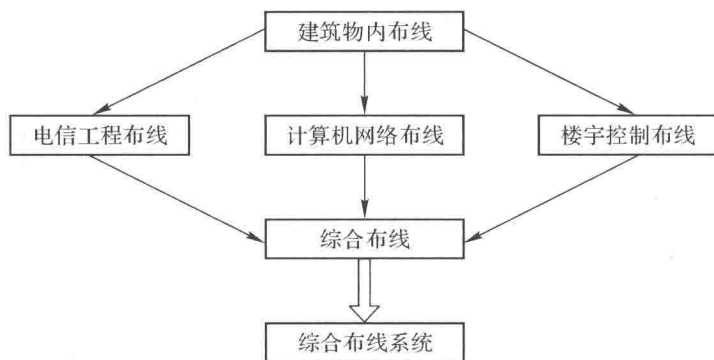 建筑物内布线
电信工程布线
计算机网络布线
楼宇控制布线
综合布线
综合布线系统